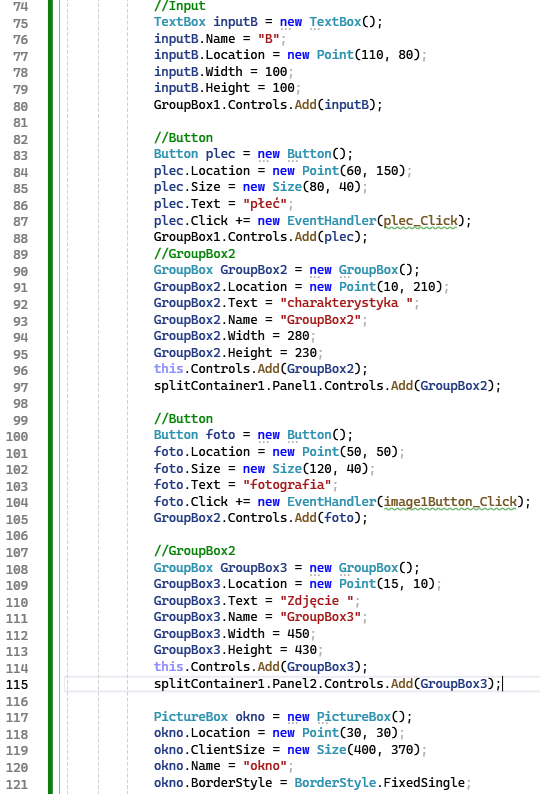 74 //Input
75 TextBox inputB = new TextBox();
76 inputB.Name = "B";
77 inputB.Location = new Point(110, 80);
78 inputB.Width = 100;
79 inputB.Height = 100;
80 GroupBox1.Controls.Add(inputB);
81
82 //Button
83 Button plec = new Button();
84 plec.Location = new Point(60, 150);
85 plec.Size = new Size(80, 40);
86 plec.Text = "płeć";
87 plec.Click += new EventHandler(plec_Click);
88 GroupBox1.Controls.Add(plec);
89 //GroupBox2
90 GroupBox GroupBox2 = new GroupBox();
91 GroupBox2.Location = new Point(10, 210);
92 GroupBox2.Text = "charakterystyka ";
93 GroupBox2.Name = "GroupBox2";
94 GroupBox2.Width = 280;
95 GroupBox2.Height = 230;
96 this.Controls.Add(GroupBox2);
97 splitContainer1.Panel1.Controls.Add(GroupBox2);
98
99 //Button
100 Button foto = new Button();
101 foto.Location = new Point(50, 50);
102 foto.Size = new Size(120, 40);
103 foto.Text = "fotografia";
104 foto.Click += new EventHandler(image1Button_Click);
105 GroupBox2.Controls.Add(foto);
106
107 //GroupBox2
108 GroupBox GroupBox3 = new GroupBox();
109 GroupBox3.Location = new Point(15, 10);
110 GroupBox3.Text = "Zdjęcie ";
111 GroupBox3.Name = "GroupBox3";
112 GroupBox3.Width = 450;
113 GroupBox3.Height = 430;
114 this.Controls.Add(GroupBox3);
115 splitContainer1.Panel2.Controls.Add(GroupBox3);
116
117 PictureBox okno = new PictureBox();
118 okno.Location = new Point(30, 30);
119 okno.ClientSize = new Size(400, 370);
120 okno.Name = "okno";
121 okno.BorderStyle = BorderStyle.FixedSingle;